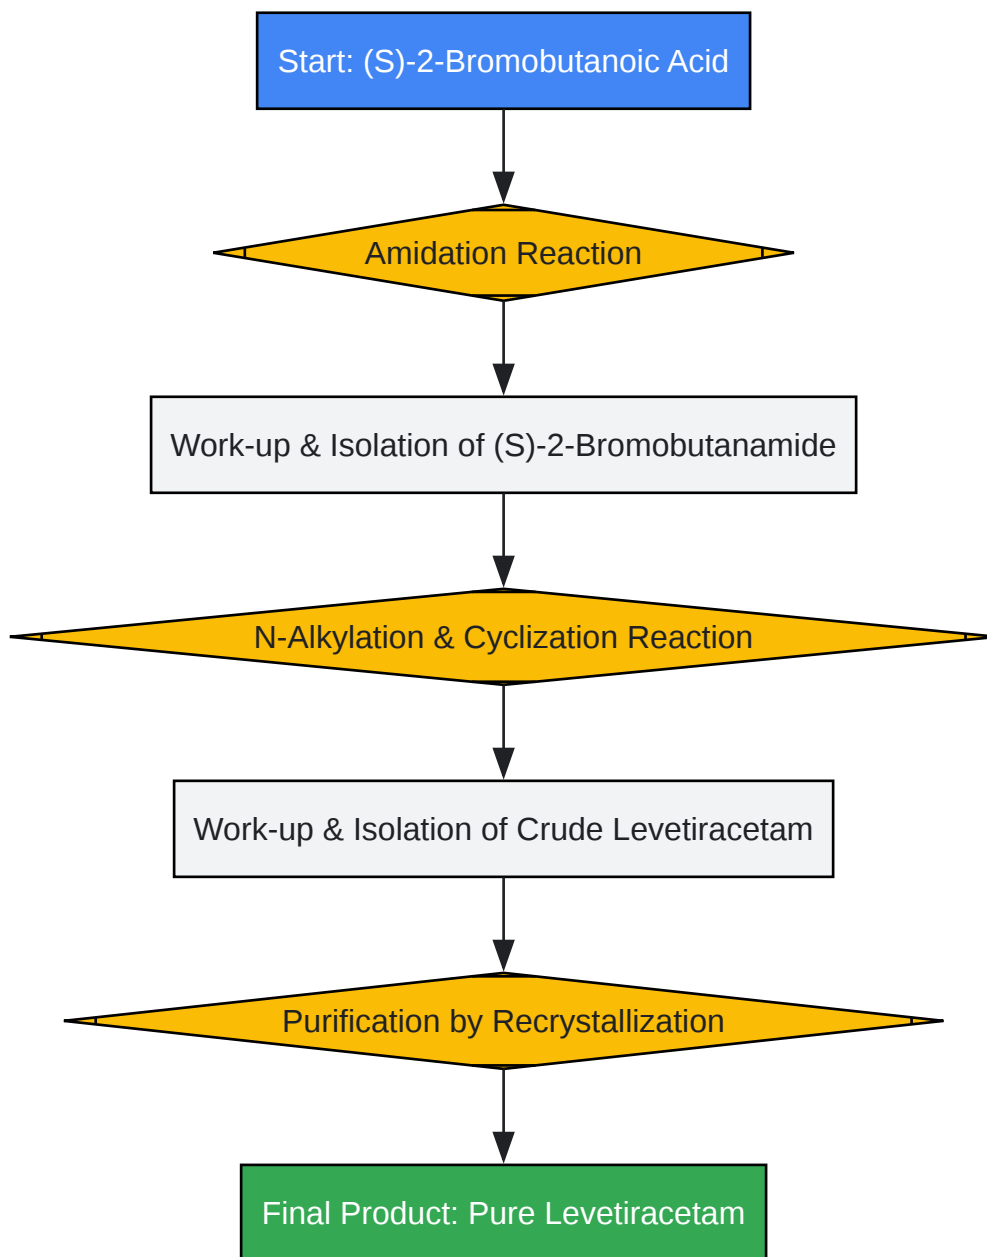 Start: (S)-2-Bromobutanoic Acid
Amidation Reaction
Work-up & Isolation of (S)-2-Bromobutanamide
N-Alkylation & Cyclization Reaction
Work-up & Isolation of Crude Levetiracetam
Purification by Recrystallization
Final Product: Pure Levetiracetam